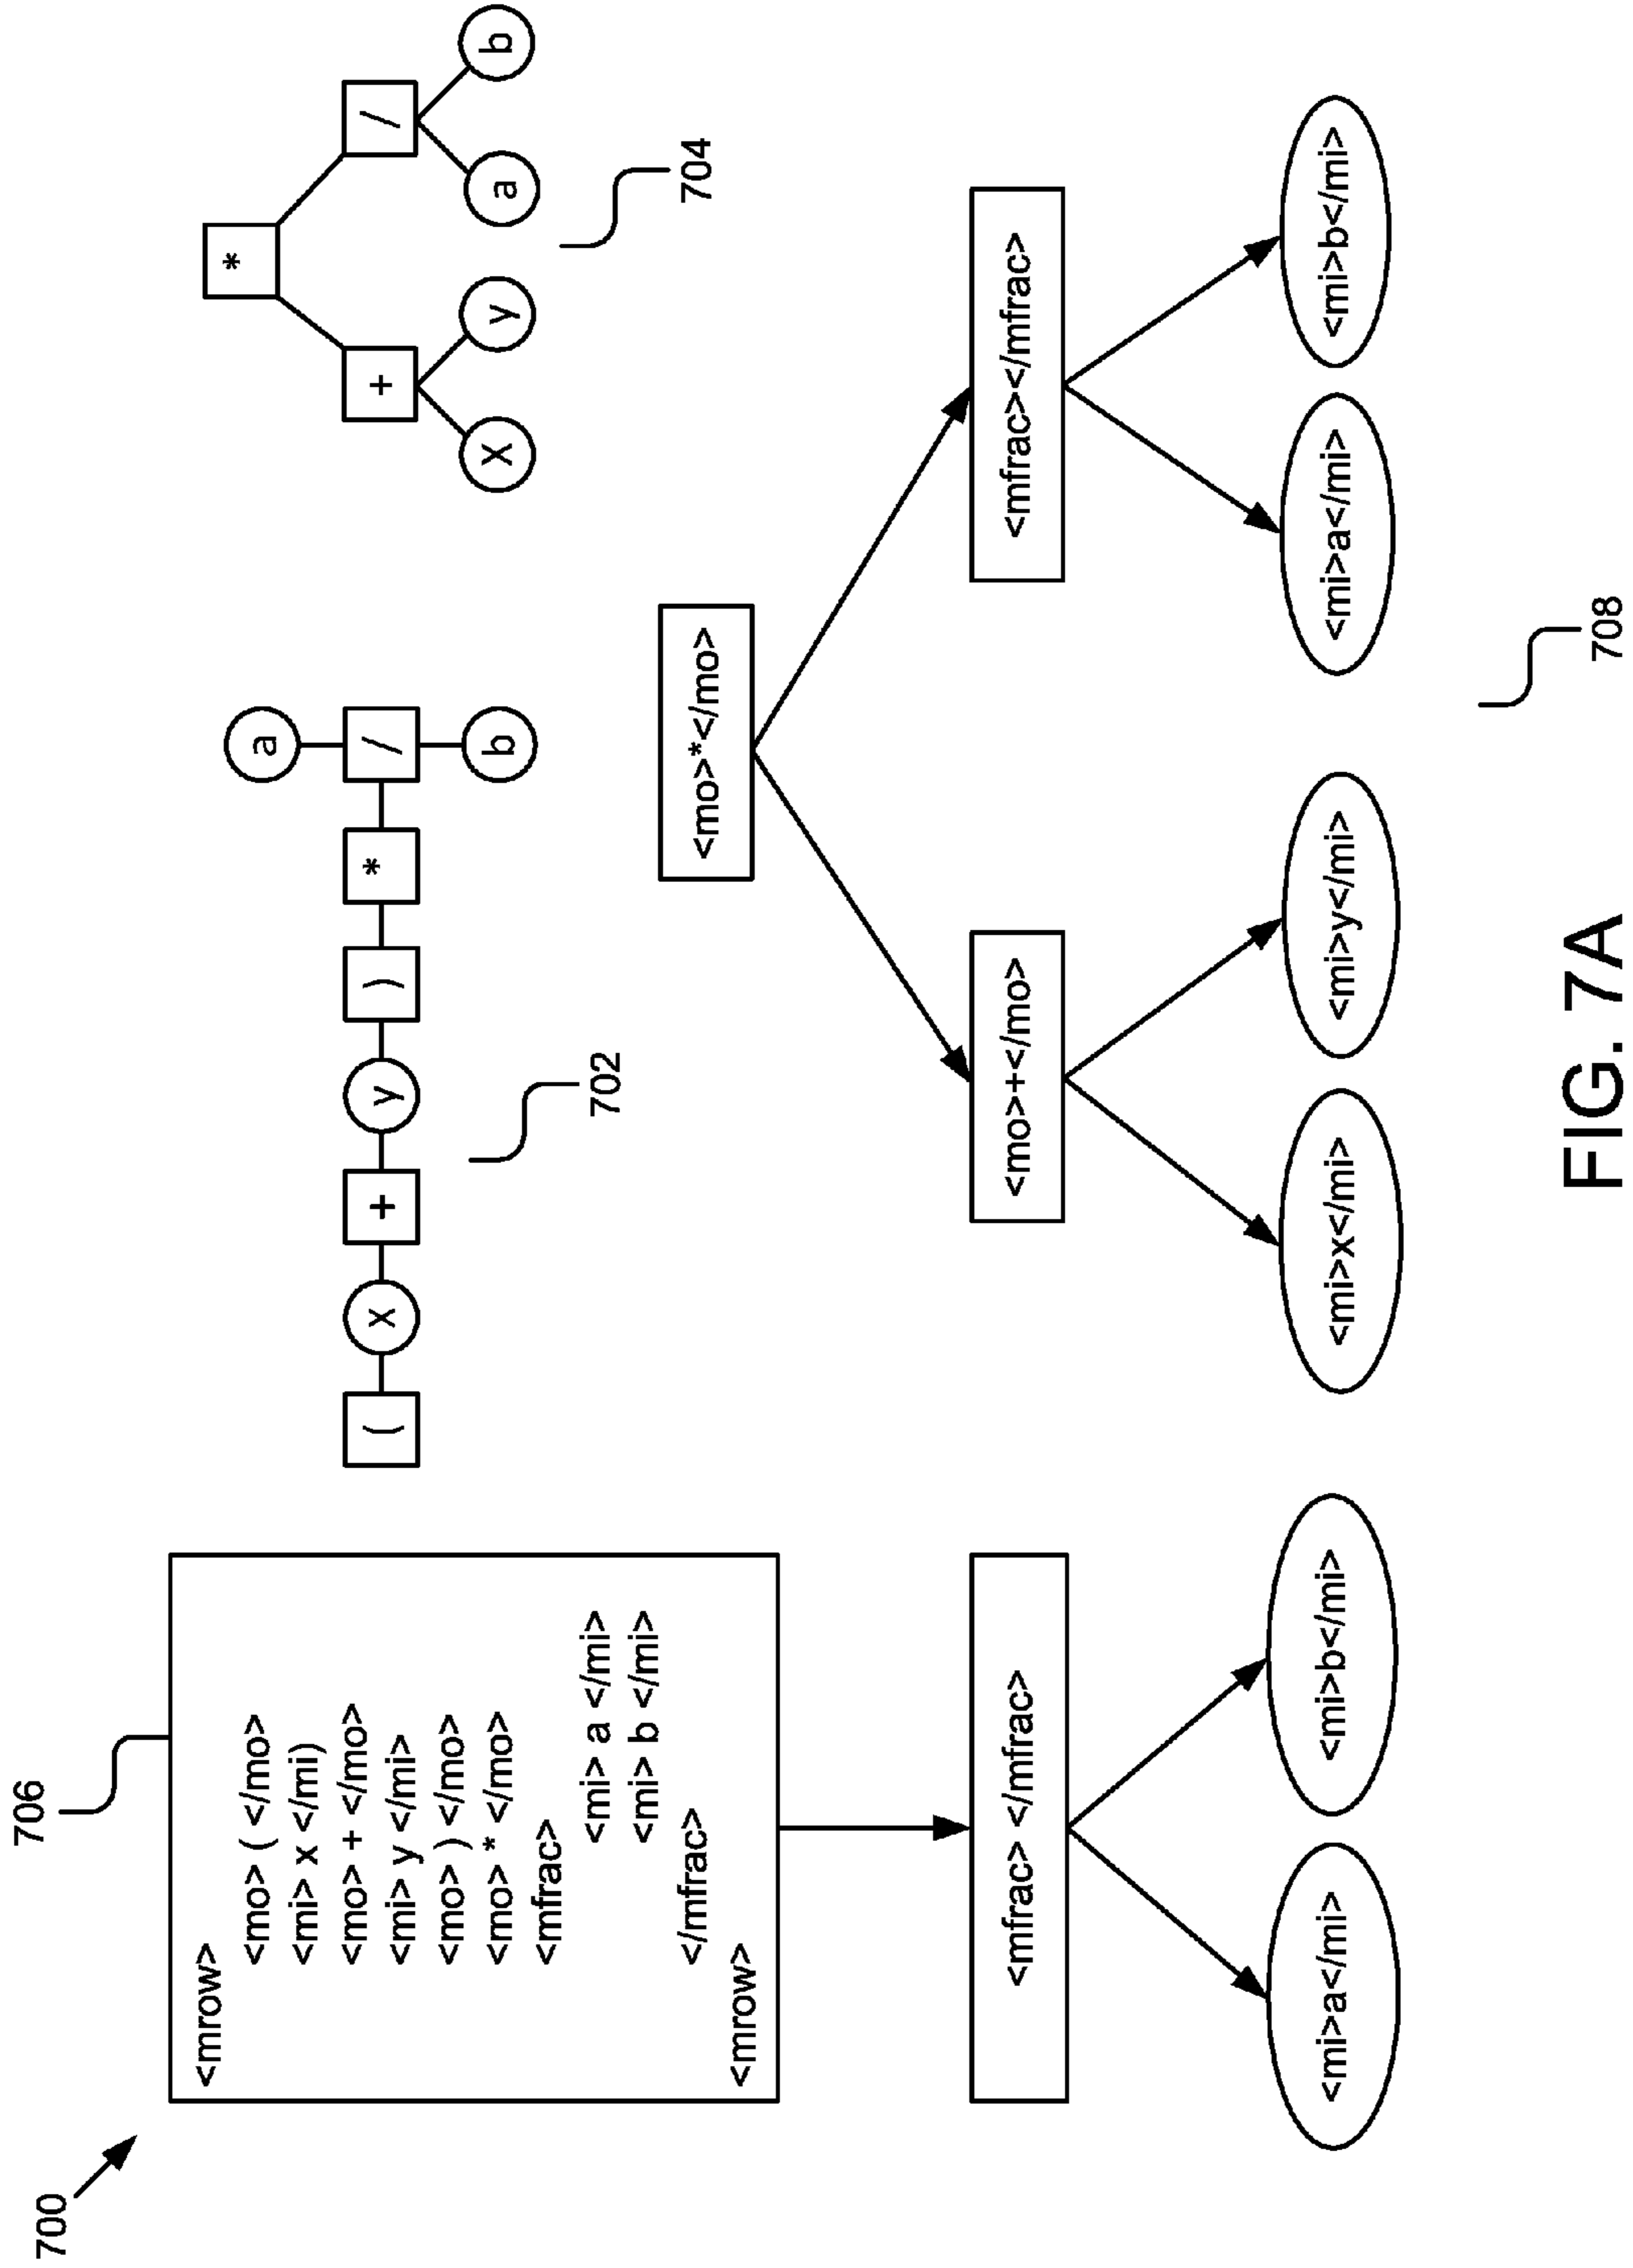 700
706
<mrow>
<mo> ( </mo>
<mi> x </mi)
<mo> + </mo>
<mi> y </mi>
<mo> ) </mo>
<mo> * </mo>
<mfrac>
<mi> a </mi>
<mi> b </mi>
</mfrac>
<mrow>
<mfrac> </mfrac>
<mi>a</mi>
<mi>b</mi>
a
( x + y ) * /
b
702
*
+ /
x y a b
704
<mo>*</mo>
<mo>+</mo>
<mfrac></mfrac>
<mi>x</mi>
<mi>y</mi>
<mi>a</mi>
<mi>b</mi>
708
FIG. 7A